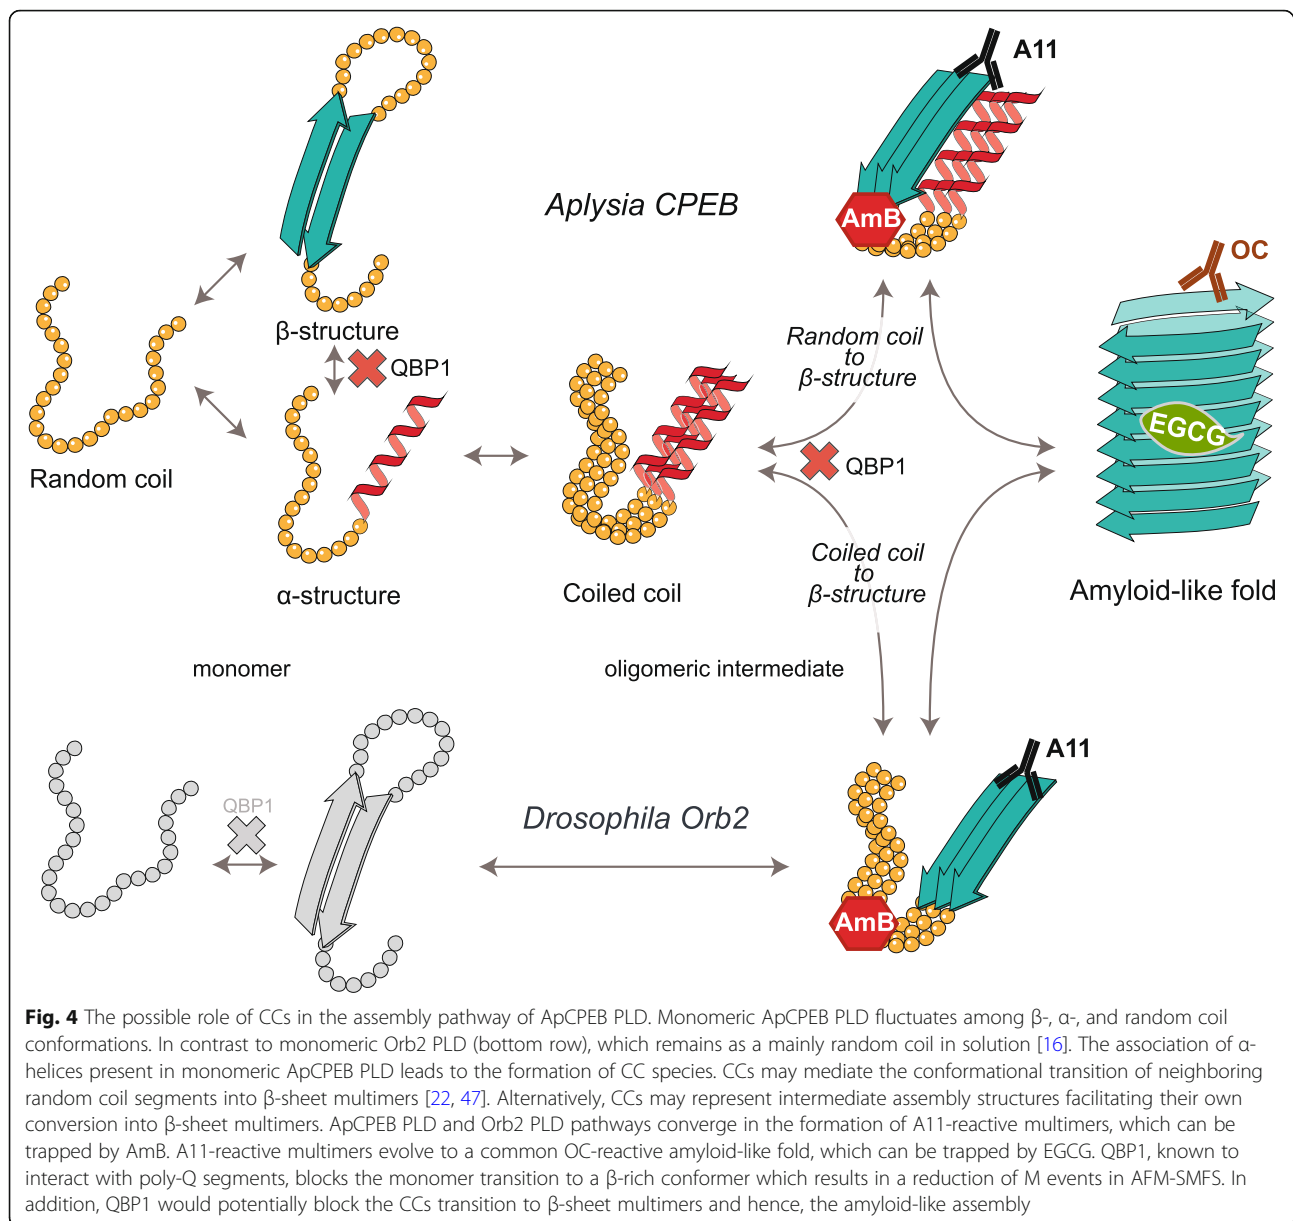 A11
Aplysia CPEB
AmB
OC
β-structure
QBP1
Random coil
to
β-structure
EGCG
Random coil
QBP1
Coiled coil
to
β-structure
α-structure
Coiled coil
Amyloid-like fold
monomer
oligomeric intermediate
QBP1
Drosophila Orb2
A11
AmB
Fig. 4 The possible role of CCs in the assembly pathway of ApCPEB PLD. Monomeric ApCPEB PLD fluctuates among β-, α-, and random coil
conformations. In contrast to monomeric Orb2 PLD (bottom row), which remains as a mainly random coil in solution [16]. The association of α-
helices present in monomeric ApCPEB PLD leads to the formation of CC species. CCs may mediate the conformational transition of neighboring
random coil segments into β-sheet multimers [22, 47]. Alternatively, CCs may represent intermediate assembly structures facilitating their own
conversion into β-sheet multimers. ApCPEB PLD and Orb2 PLD pathways converge in the formation of A11-reactive multimers, which can be
trapped by AmB. A11-reactive multimers evolve to a common OC-reactive amyloid-like fold, which can be trapped by EGCG. QBP1, known to
interact with poly-Q segments, blocks the monomer transition to a β-rich conformer which results in a reduction of M events in AFM-SMFS. In
addition, QBP1 would potentially block the CCs transition to β-sheet multimers and hence, the amyloid-like assembly